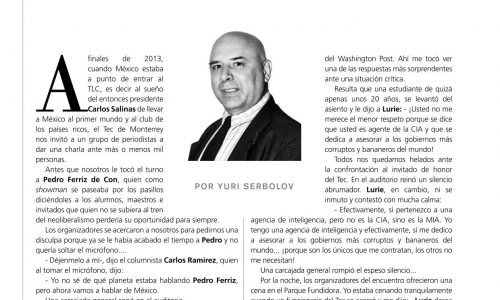 A finales de 2013,
cuando México estaba
a punto de entrar al
TLC, es decir al sueño
del entonces presidente
Carlos Salinas de llevar
a México al primer mundo y al club de
los países ricos, el Tec de Monterrey
nos invitó a un grupo de periodistas a
dar una charla ante más o menos mil
personas.
Antes que nosotros le tocó el turno
a Pedro Ferriz de Con, quien como
showman se paseaba por los pasillos
diciéndoles a los alumnos, maestros e
invitados que quien no se subiera al tren
del neoliberalismo perdería su oportunidad para siempre.
Los organizadores se acercaron a nosotros para pedirnos una
disculpa porque ya se le había acabado el tiempo a Pedro y no
quería soltar el micrófono....
- Déjenmelo a mí-, dijo el columnista Carlos Ramírez, quien
al tomar el micrófono, dijo:
- Yo no sé de qué planeta estaba hablando Pedro Ferriz,
pero ahora vamos a hablar de México.
Una carcajada general sonó en el auditorio
POR YURI SERBOLOV
del Washington Post. Ahí me tocó ver
una de las respuestas más sorprendentes
ante una situación crítica.
Resulta que una estudiante de quizá
apenas unos 20 años, se levantó del
asiento y le dijo a Lurie: - ¡Usted no me
merece el menor respeto porque se dice
que usted es agente de la CIA y que se
dedica a asesorar a los gobiernos más
corruptos y bananeros del mundo!
Todos nos quedamos helados ante
la confrontación al invitado de honor
del Tec. En el auditorio reinó un silencio
abrumador. Lurie, en cambio, ni se
inmuto y contestó con mucha calma:
- Efectivamente, sí pertenezco a una
agencia de inteligencia, pero no es la CIA, sino es la MIA. Yo
tengo una agencia de inteligencia y efectivamente, sí me dedico
a asesorar a los gobiernos más corruptos y bananeros del
mundo... ¡porque son los únicos que me contratan, los otros no
me necesitan!
Una carcajada general rompió el espeso silencio...
Por la noche, los organizadores del encuentro ofrecieron una
cena en el Parque Fundidora. Yo estaba cenando tranquilamente